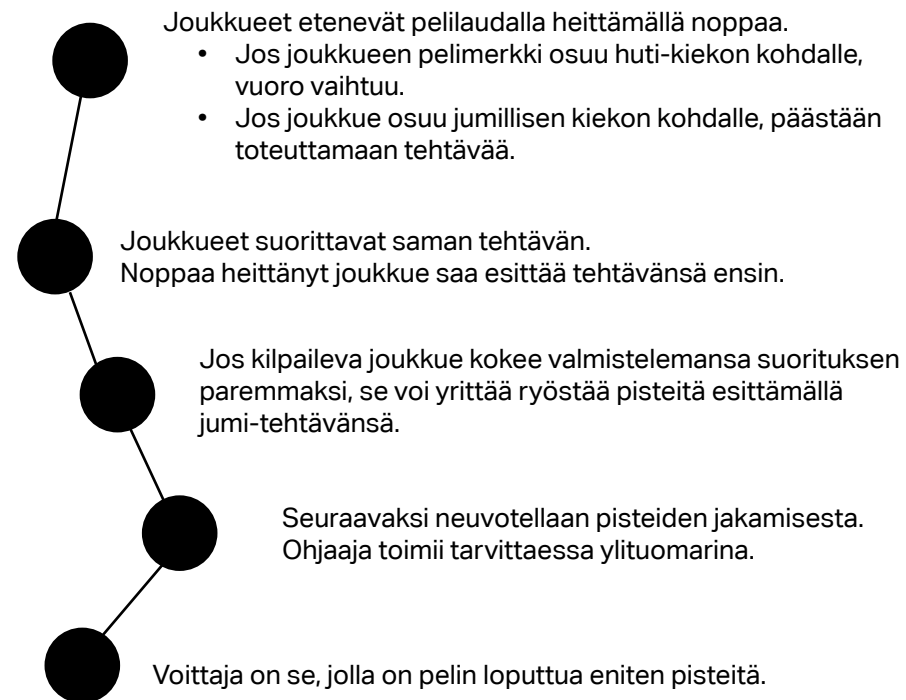 Joukkueet etenevät pelilaudalla heittämällä noppaa.
• Jos joukkueen pelimerkki osuu huti-kiekon kohdalle,
vuoro vaihtuu.
• Jos joukkue osuu jumillisen kiekon kohdalle, päästään
toteuttamaan tehtävää.
Joukkueet suorittavat saman tehtävän.
Noppaa heittänyt joukkue saa esittää tehtävänsä ensin.
Jos kilpaileva joukkue kokee valmistelemansa suorituksen
paremmaksi, se voi yrittää ryöstää pisteitä esittämällä
jumi-tehtävänsä.
Seuraavaksi neuvotellaan pisteiden jakamisesta.
Ohjaaja toimii tarvittaessa ylituomarina.
Voittaja on se, jolla on pelin loputtua eniten pisteitä.